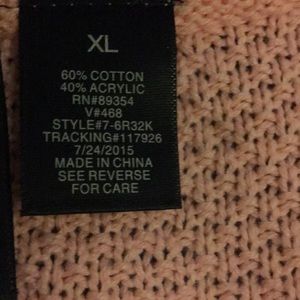 XL
60% COTTON
40% ACRYLIC
RN#89354
V#468
STYLE#7-6R32K
TRACKING#117926
7/24/2015
MADE IN CHINA
SEE REVERSE
FOR CARE